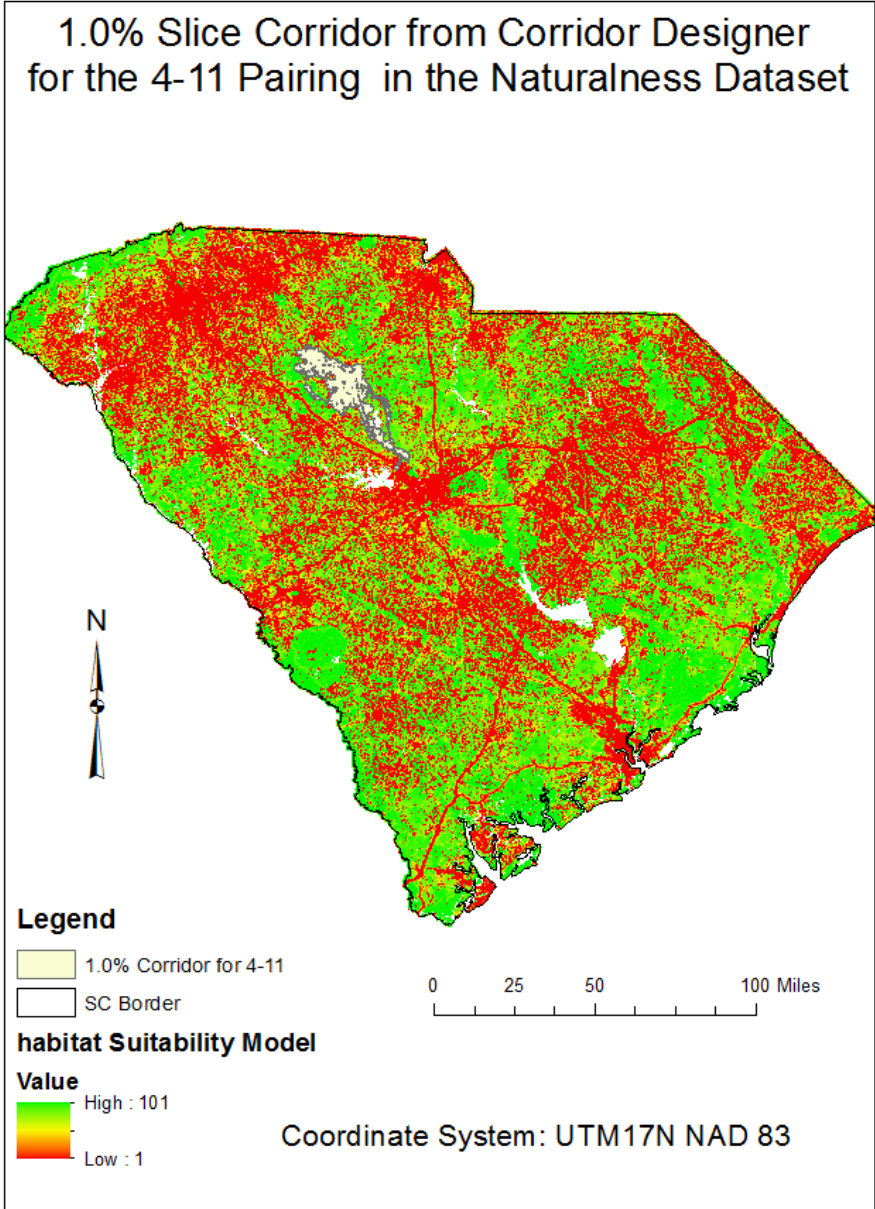 1.0% Slice Corridor from Corridor Designer
for the 4-11 Pairing in the Naturalness Dataset
N
Legend
1.0% Corridor for 4-11
SC Border
habitat Suitability Model
Value
High : 101
Low : 1
0 25 50 100 Miles
Coordinate System: UTM17N NAD 83